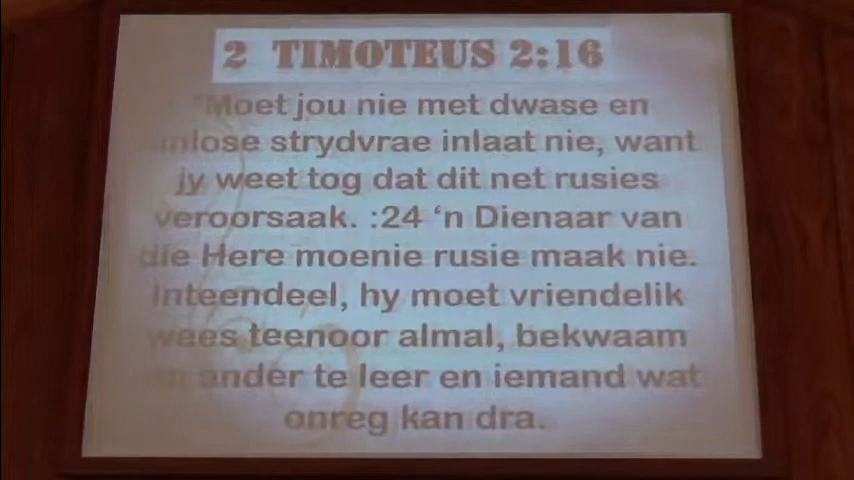 2 TIMOTEUS 2:16
"Moet jou nie met dwase en
sinlose strydvrae inlaat nie, want
jy weet tog dat dit net rusies
veroorsaak. :24 ‘n Dienaar van
die Here moenie rusie maak nie.
Inteendeel, hy moet vriendelik
wees teenoor almal, bekwaam
ander te leer en iemand wat
onreg kan dra.